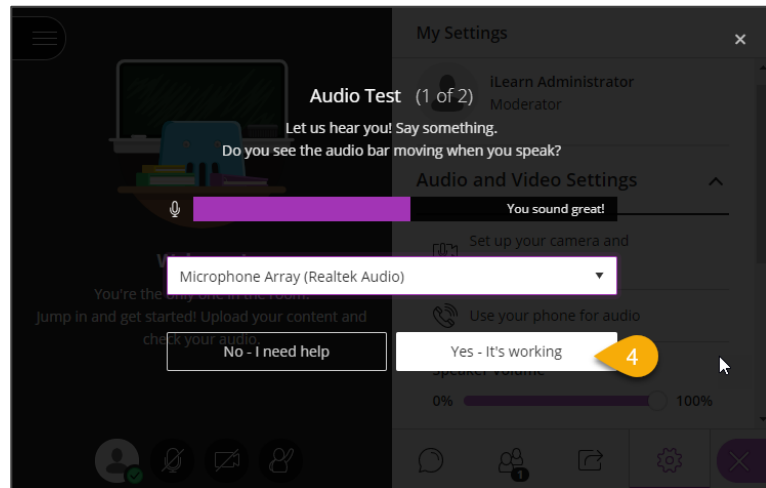 My Settings
iLearn Administrator
Moderator
Audio Test (1 of 2)
Let us hear you! Say something.
Do you see the audio bar moving when you speak?
Audio and Video Settings
You sound great!
Set up your camera and
Microphone Array (Realtek Audio)
You're the only one in the room.
Jump in and get started! Upload your content and
check your audio.
Use your phone for audio
No - I need help
Yes - It's working
4
Speaker Volume
0%
100%
1